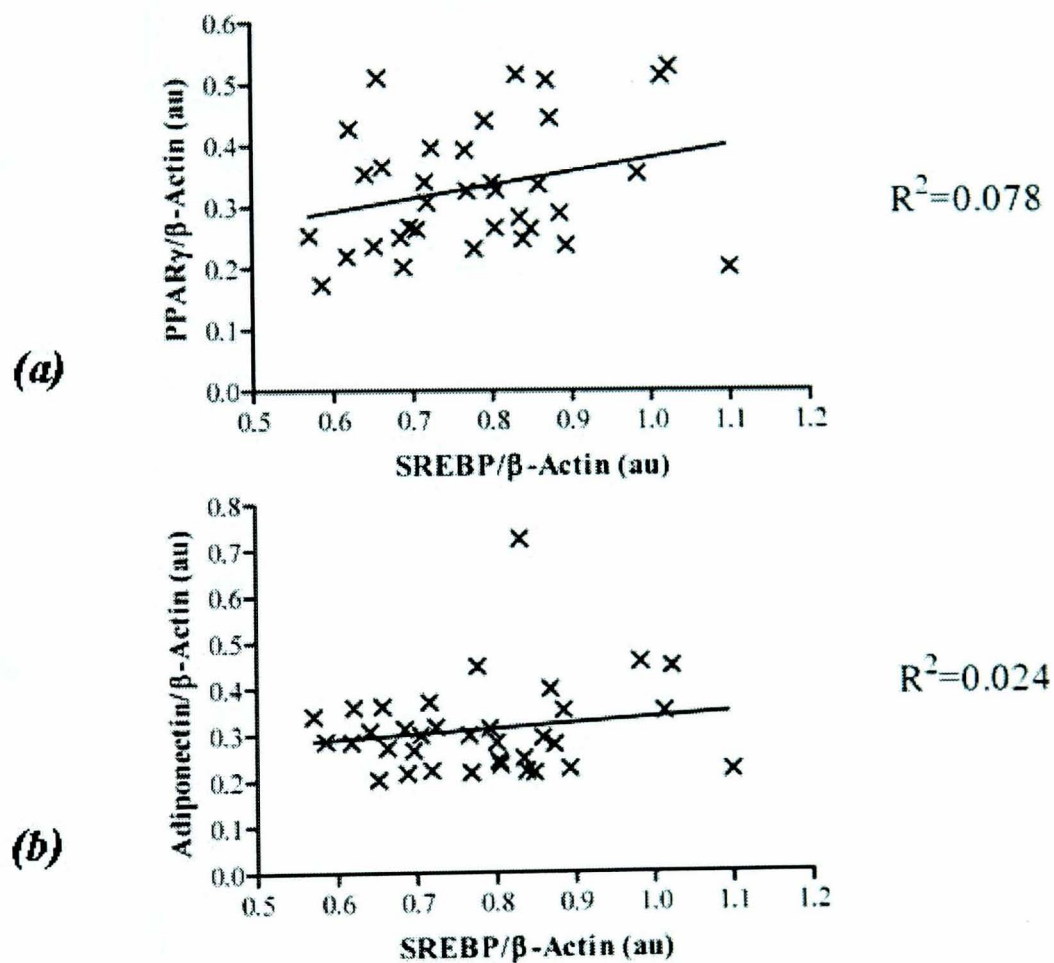 0.6
0.5
0.4
0.3
0.2
0.1
0.0
PPARγ/β-Actin (au)
0.5 0.6 0.7 0.8 0.9 1.0 1.1 1.2
SREBP/β-Actin (au)
R²=0.078
(a)
0.8
0.7
0.6
0.5
0.4
0.3
0.2
0.1
0.0
Adiponectin/β-Actin (au)
0.5 0.6 0.7 0.8 0.9 1.0 1.1 1.2
SREBP/β-Actin (au)
R²=0.024
(b)